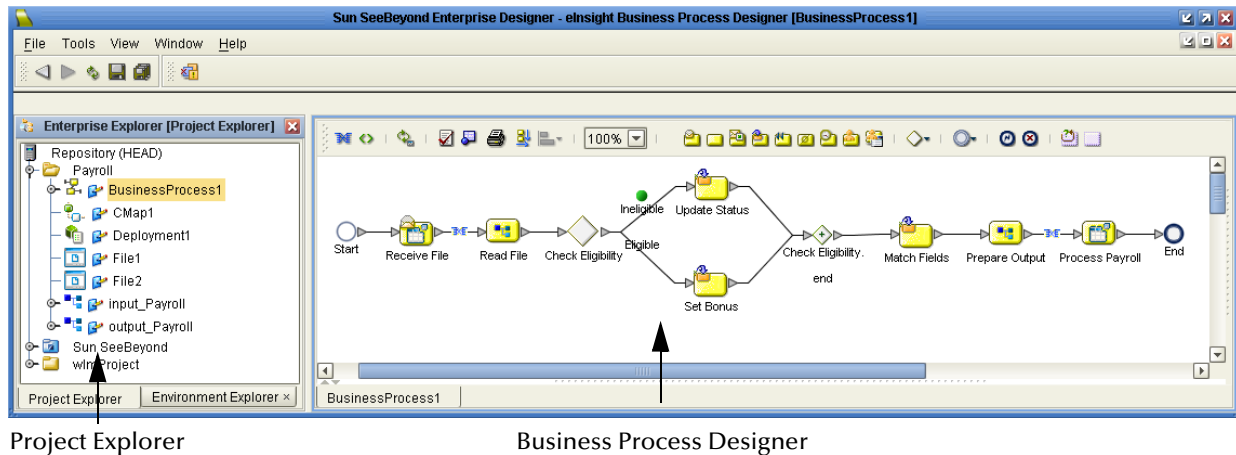 Sun SeeBeyond Enterprise Designer - eInsight Business Process Designer [BusinessProcess1]
File Tools View Window Help
Enterprise Explorer [Project Explorer]
Repository (HEAD)
Payroll
BusinessProcess1
CMap1
Deployment1
File1
File2
input_Payroll
output_Payroll
Sun SeeBeyond
wlmProject
Project Explorer
Environment Explorer ×
100%
Start
Receive File
Read File
Check Eligibility
Ineligible
Eligible
Update Status
Set Bonus
Check Eligibility.
end
Match Fields
Prepare Output
Process Payroll
End
BusinessProcess1
Project Explorer
Business Process Designer